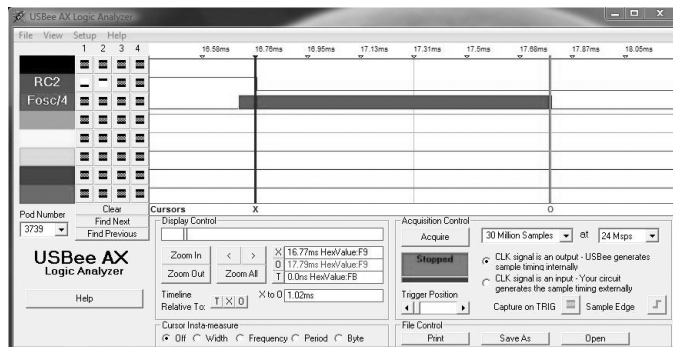 USBee AX Logic Analyzer
File View Setup Help
1 2 3 4
16.58ms 16.76ms 16.95ms 17.13ms 17.31ms 17.5ms 17.68ms 17.87ms 18.05ms
RC2
Fosc/4
Pod Number
3739
Clear
Find Next
Find Previous
USBee AX
Logic Analyzer
Help
Cursors X O
Display Control
Zoom In < > Zoom Out Zoom All
X 16.77ms HexValue:F9
O 17.79ms HexValue:F9
T 0.0ns HexValue:FB
Timeline
Relative To: T X O X to O 1.02ms
Cursor Insta-measure
Off Width Frequency Period Byte
Acquisition Control
Acquire 30 Million Samples at 24 Msps
Stopped
CLK signal is an output - USBee generates
sample timing internally
CLK signal is an input - Your circuit
generates the sample timing externally
Trigger Position
Capture on TRIG Sample Edge
File Control
Print Save As Open